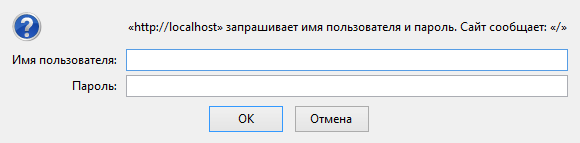 «http://localhost» запрашивает имя пользователя и пароль. Сайт сообщает: «/»
Имя пользователя:
Пароль:
OK
Отмена